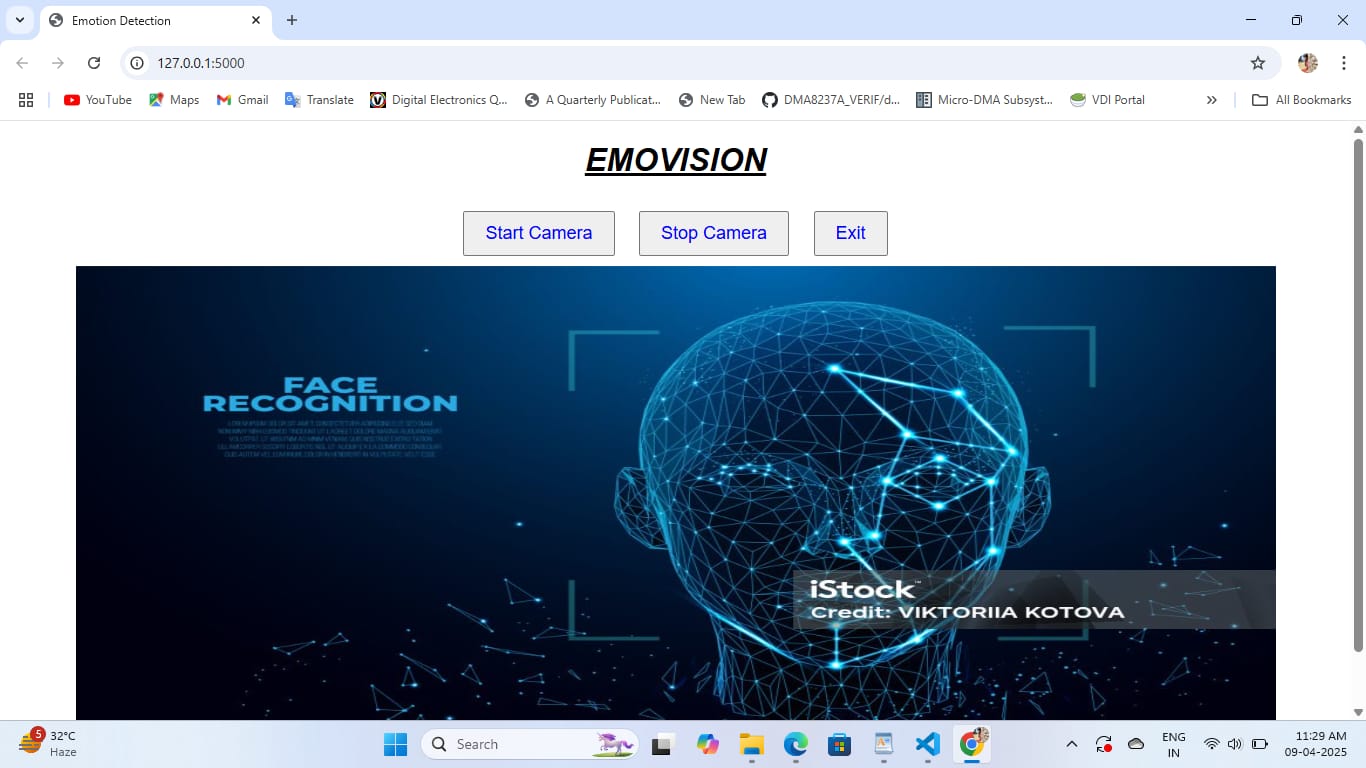 Emotion Detection
127.0.0.1:5000
YouTube
Maps
Gmail
Translate
Digital Electronics Q...
A Quarterly Publicat...
New Tab
DMA8237A_VERIF/d...
Micro-DMA Subsyst...
VDI Portal
All Bookmarks
EMOVISION
Start Camera
Stop Camera
Exit
FACE
RECOGNITION
iStock™
Credit: VIKTORIIA KOTOVA
5
32°C
Haze
Search
ENG
IN
11:29 AM
09-04-2025